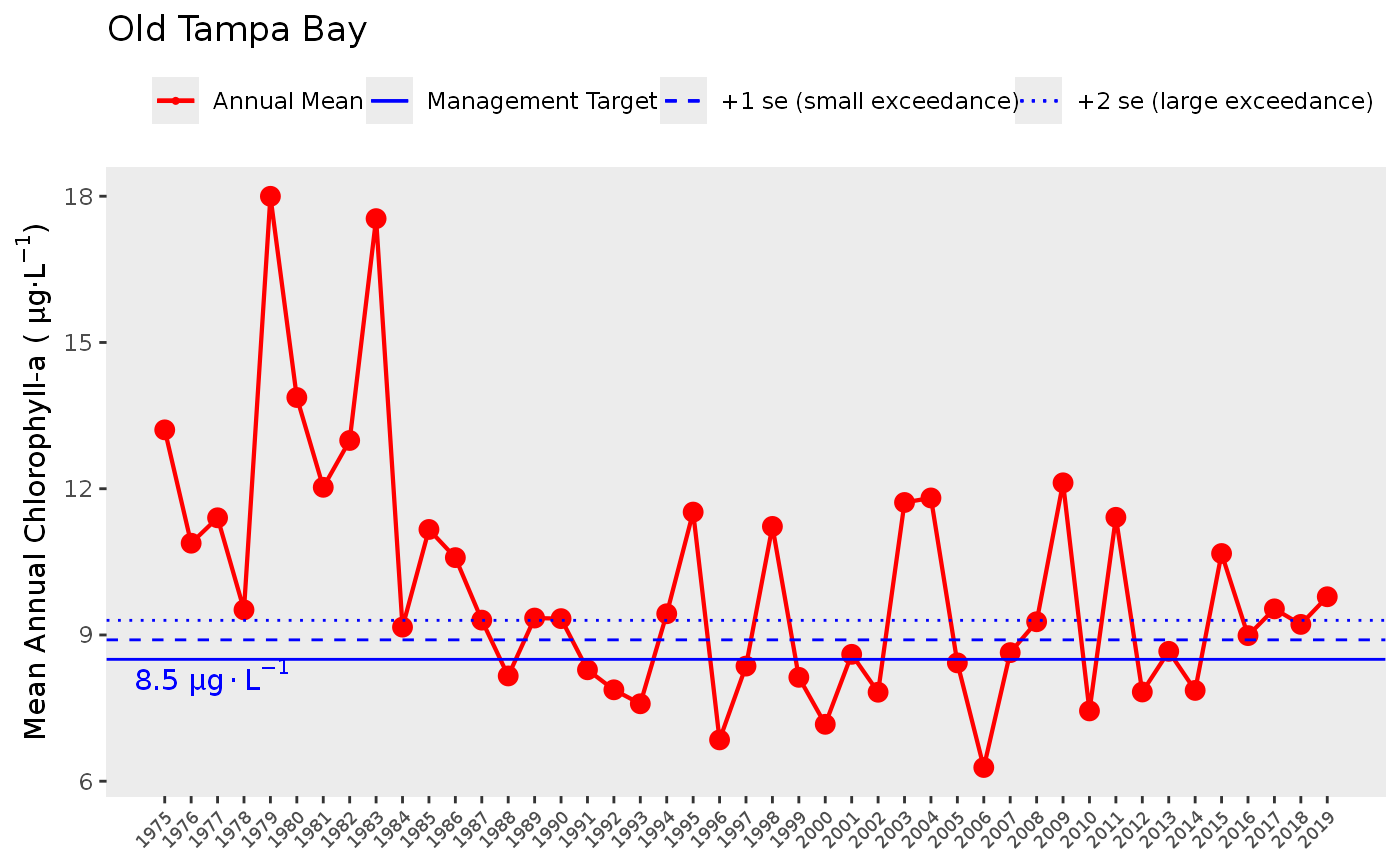 Old Tampa Bay
Annual Mean Management Target +1 se (small exceedance) +2 se (large exceedance)
Mean Annual Chlorophyll-a ( µg·L⁻¹)
18
15
12
9
6
8.5 µg·L⁻¹
1975 1976 1977 1978 1979 1980 1981 1982 1983 1984 1985 1986 1987 1988 1989 1990 1991 1992 1993 1994 1995 1996 1997 1998 1999 2000 2001 2002 2003 2004 2005 2006 2007 2008 2009 2010 2011 2012 2013 2014 2015 2016 2017 2018 2019